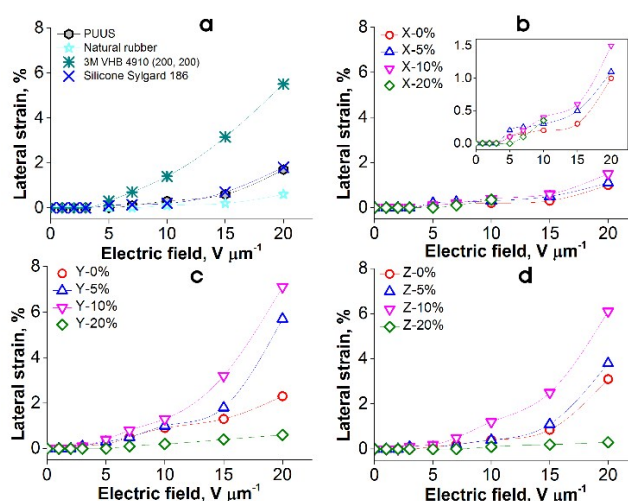 a
PUUS
Natural rubber
3M VHB 4910 (200, 200)
Silicone Sylgard 186
Lateral strain, %
8
6
4
2
0
0 5 10 15 20
Electric field, V μm⁻¹
b
X-0%
X-5%
X-10%
X-20%
1.5
1.0
0.5
0.0
0 5 10 15 20
Lateral strain, %
8
6
4
2
0
0 5 10 15 20
Electric field, V μm⁻¹
c
Y-0%
Y-5%
Y-10%
Y-20%
Lateral strain, %
8
6
4
2
0
0 5 10 15 20
Electric field, V μm⁻¹
d
Z-0%
Z-5%
Z-10%
Z-20%
Lateral strain, %
8
6
4
2
0
0 5 10 15 20
Electric field, V μm⁻¹